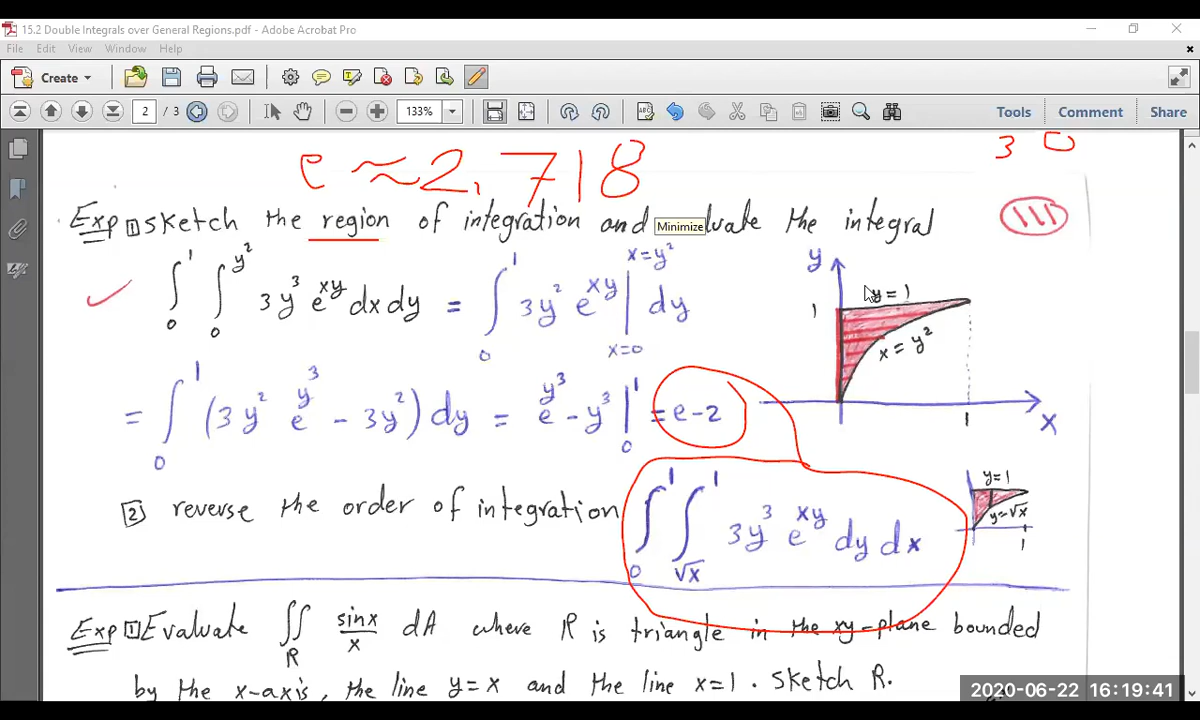 15.2 Double Integrals over General Regions.pdf - Adobe Acrobat Pro
File Edit View Window Help
Create
2 / 3 133% Tools Comment Share
e ≈ 2.718
3 0
Exp 1 sketch the region of integration and Minimize luate the integral
∫₀¹ ∫₀^{y²} 3y³ e^{xy} dx dy = ∫₀¹ 3y² e^{xy} |_{x=0}^{x=y²} dy
= ∫₀¹ (3y² e^{y³} - 3y²) dy = e^{y³} - y³ |₀¹ = e-2
y
1
y=1
x = y²
1
x
2 reverse the order of integration ∫₀¹ ∫_{√x}^1 3y³ e^{xy} dy dx
y=1
y=√x
1
Exp 1 Evaluate ∬_R sinx/x dA where R is triangle in the xy-plane bounded
by the x-axis, the line y=x and the line x=1. Sketch R.
2020-06-22 16:19:41